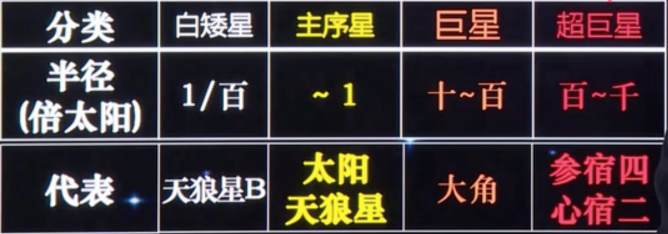 分类 白矮星 主序星 巨星 超巨星
半径 (倍太阳) 1/百 ~1 十~百 百~千
代表 天狼星B 太阳 天狼星 大角 参宿四 心宿二